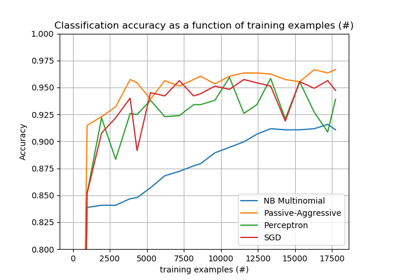 Classification accuracy as a function of training examples (#)
1.000
0.975
0.950
0.925
0.900
0.875
0.850
0.825
0.800
Accuracy
NB Multinomial
Passive-Aggressive
Perceptron
SGD
0 2500 5000 7500 10000 12500 15000 17500
training examples (#)